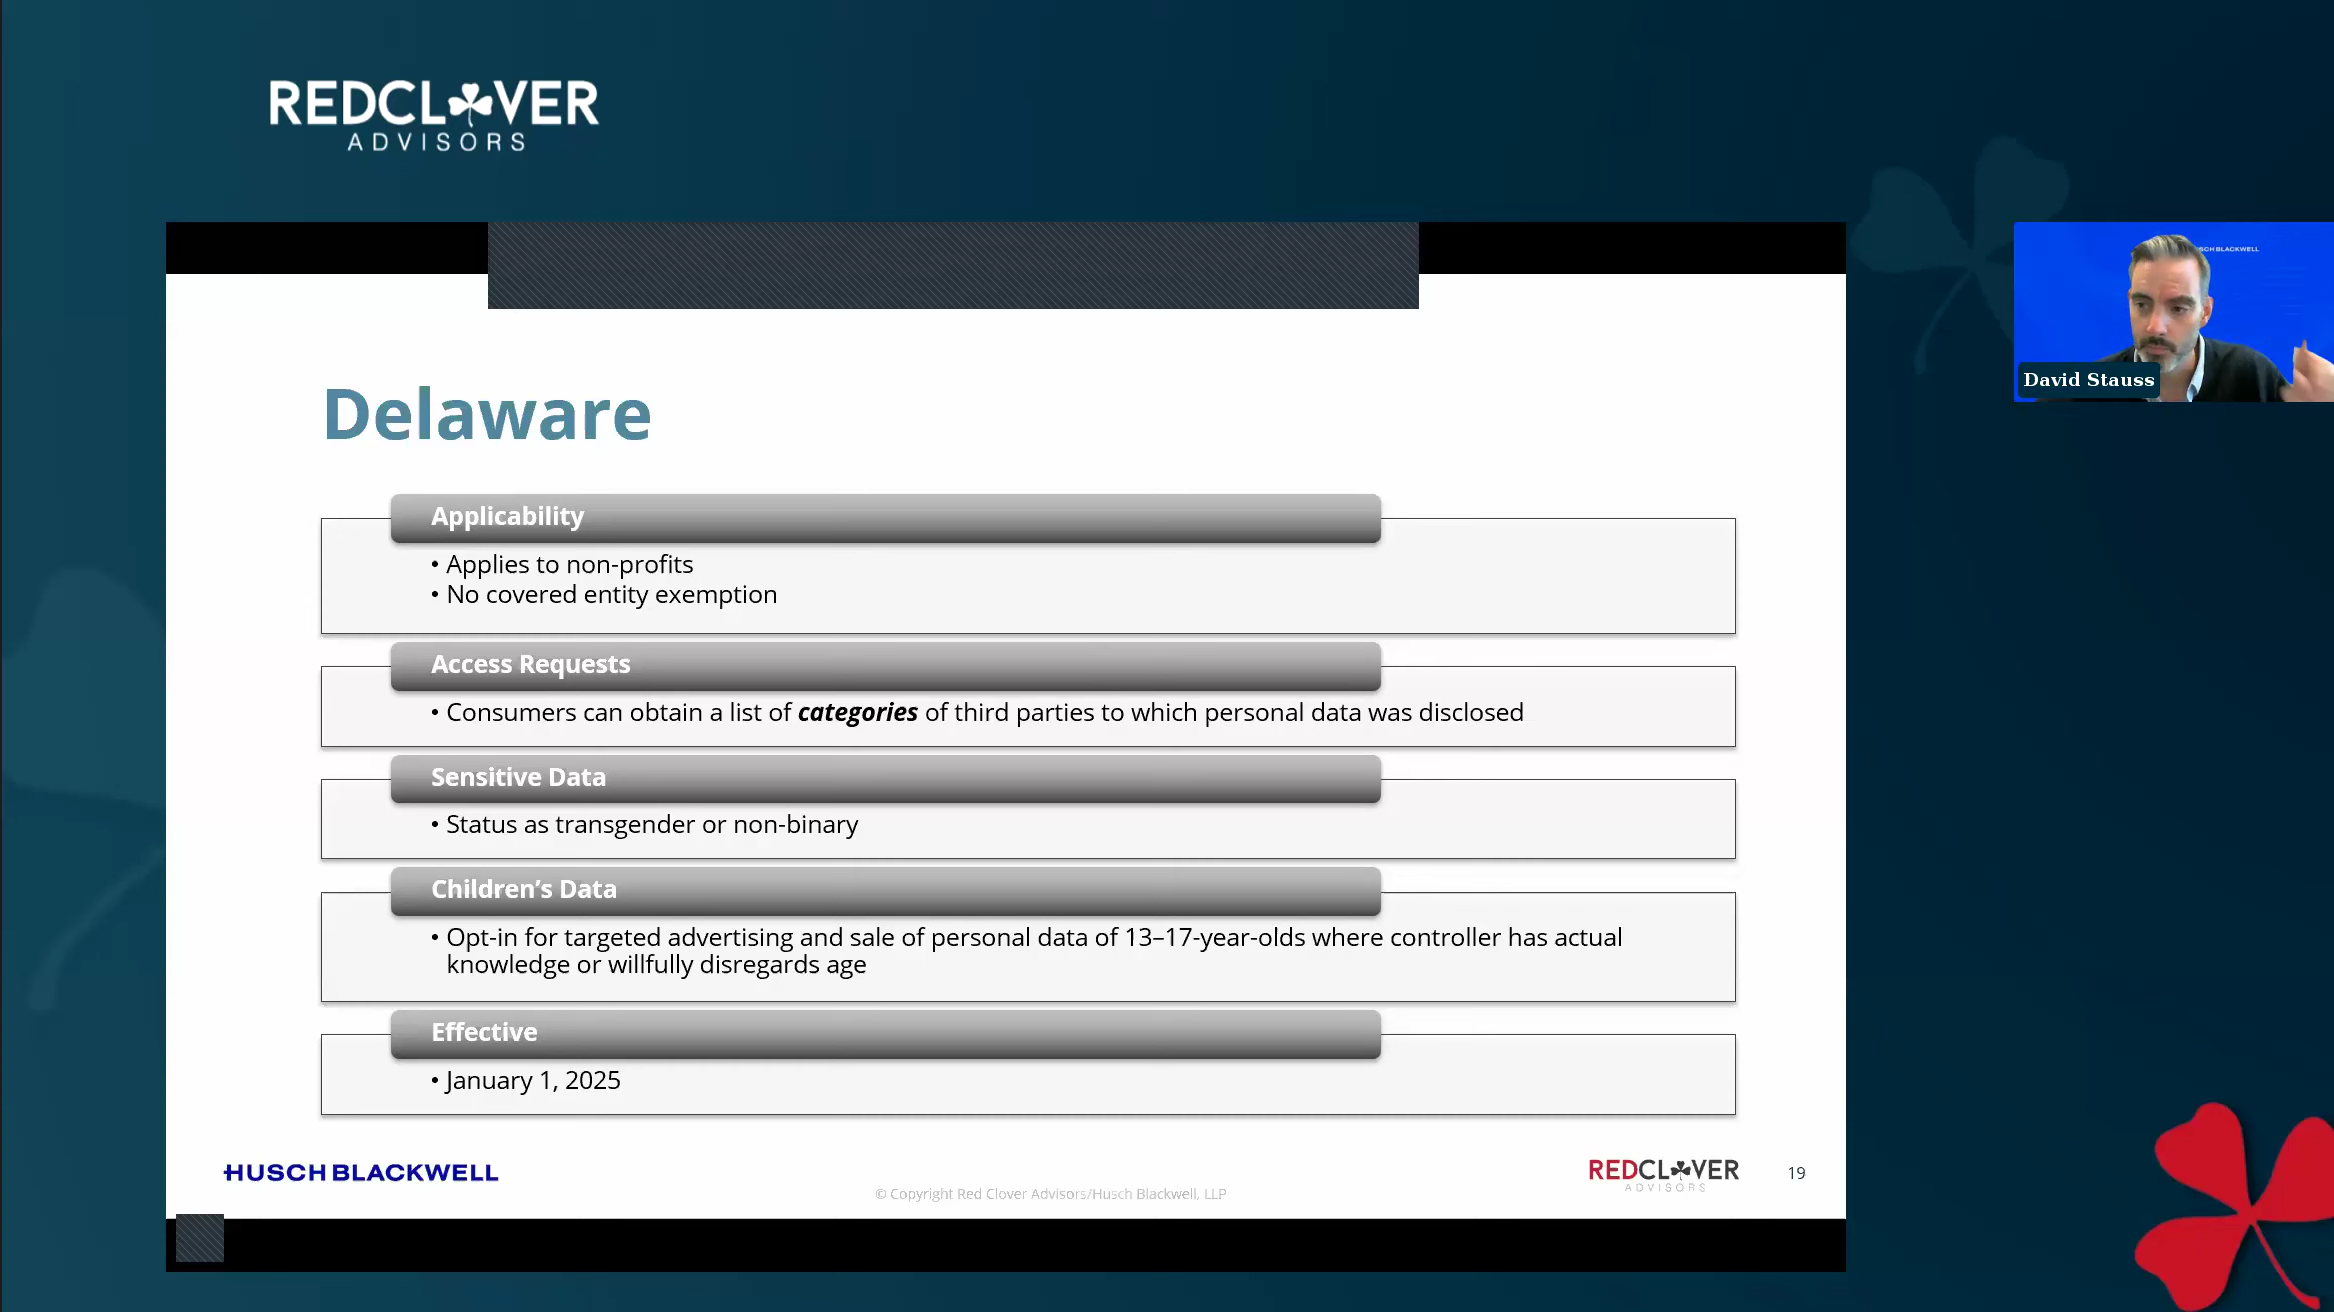 REDCLOVER
ADVISORS
SCH BLACKWELL
David Stauss
Delaware
Applicability
• Applies to non-profits
• No covered entity exemption
Access Requests
• Consumers can obtain a list of categories of third parties to which personal data was disclosed
Sensitive Data
• Status as transgender or non-binary
Children’s Data
• Opt-in for targeted advertising and sale of personal data of 13–17-year-olds where controller has actual
knowledge or willfully disregards age
Effective
• January 1, 2025
HUSCH BLACKWELL
© Copyright Red Clover Advisors/Husch Blackwell, LLP
REDCLOVER
ADVISORS
19